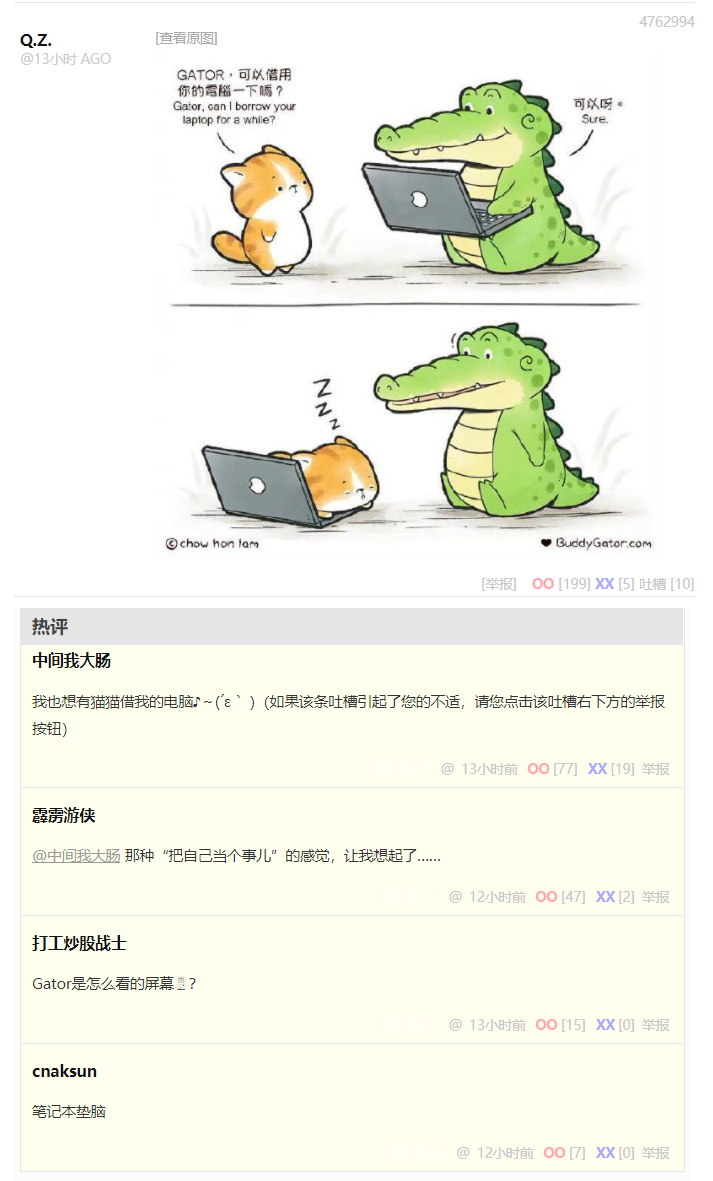 4762994
Q.Z.
@13小时 AGO
[查看原图]
GATOR，可以借用
你的電腦一下嗎？
Gator, can I borrow your
laptop for a while?
可以呀。
Sure.
Z
Z
Z
©chow hon lam
BuddyGator.com
[举报] OO [199] XX [5] 吐槽 [10]
热评
中间我大肠
我也想有猫猫借我的电脑♪～(´ε｀ ）(如果该条吐槽引起了您的不适，请您点击该吐槽右下方的举报
按钮)
@ 13小时前 OO [77] XX [19] 举报
霹雳游侠
@中间我大肠 那种“把自己当个事儿”的感觉，让我想起了......
@ 12小时前 OO [47] XX [2] 举报
打工炒股战士
Gator是怎么看的屏幕？
@ 13小时前 OO [15] XX [0] 举报
cnaksun
笔记本垫脑
@ 12小时前 OO [7] XX [0] 举报